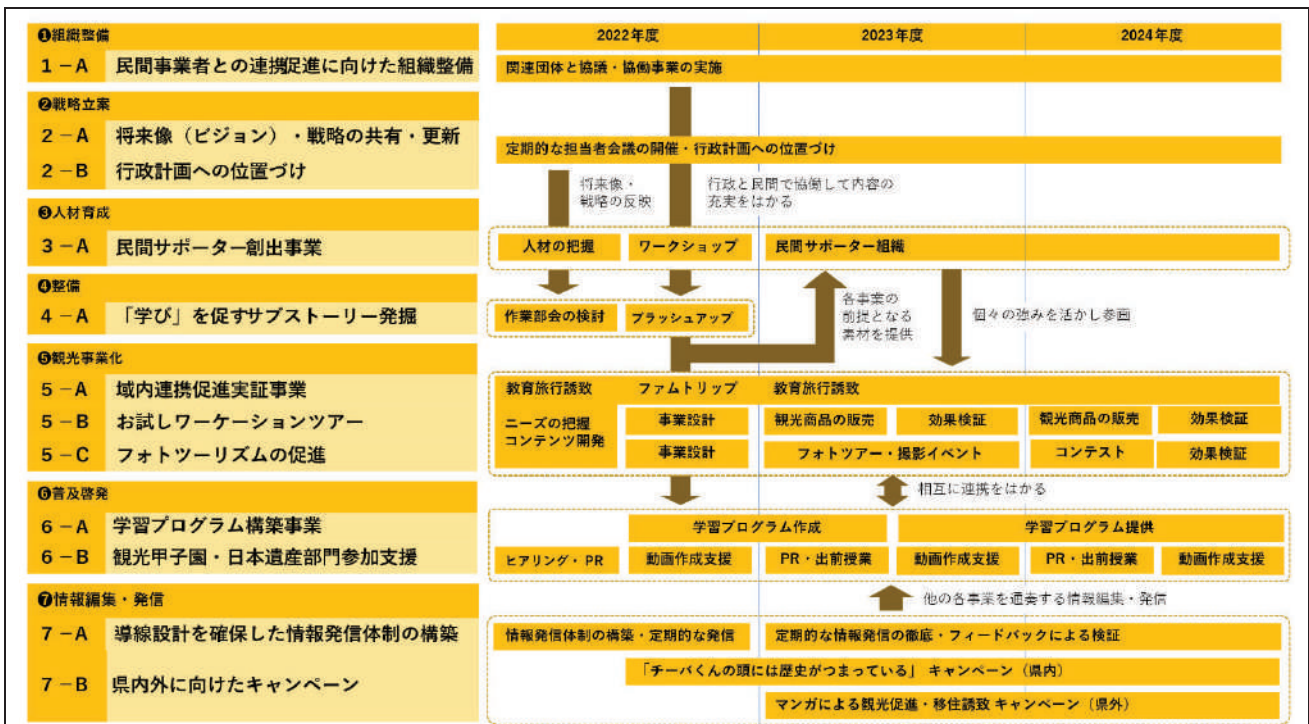 ❶組織整備
2022年度 2023年度 2024年度
1－A 民間事業者との連携促進に向けた組織整備
関連団体と協議・協働事業の実施
❷戦略立案
2－A 将来像（ビジョン）・戦略の共有・更新
定期的な担当者会議の開催・行政計画への位置づけ
2－B 行政計画への位置づけ
将来像・
戦略の反映
行政と民間で協働して内容の
充実をはかる
❸人材育成
3－A 民間サポーター創出事業
人材の把握 ワークショップ 民間サポーター組織
❹整備
4－A 「学び」を促すサブストーリー発掘
作業部会の検討 ブラッシュアップ
各事業の
前提となる
素材を提供
個々の強みを活かし参画
❺観光事業化
5－A 域内連携促進実証事業
教育旅行誘致 ファムトリップ 教育旅行誘致
5－B お試しワーケーションツアー
ニーズの把握
コンテンツ開発
事業設計 観光商品の販売 効果検証 観光商品の販売 効果検証
5－C フォトツーリズムの促進
事業設計 フォトツアー・撮影イベント コンテスト 効果検証
相互に連携をはかる
❻普及啓発
6－A 学習プログラム構築事業
学習プログラム作成 学習プログラム提供
6－B 観光甲子園・日本遺産部門参加支援
ヒアリング・PR 動画作成支援 PR・出前授業 動画作成支援 PR・出前授業 動画作成支援
他の各事業を通奏する情報編集・発信
❼情報編集・発信
7－A 導線設計を確保した情報発信体制の構築
情報発信体制の構築・定期的な発信 定期的な情報発信の徹底・フィードバックによる検証
7－B 県内外に向けたキャンペーン
「チーバくんの頭には歴史がつまっている」 キャンペーン（県内）
マンガによる観光促進・移住誘致 キャンペーン（県外）